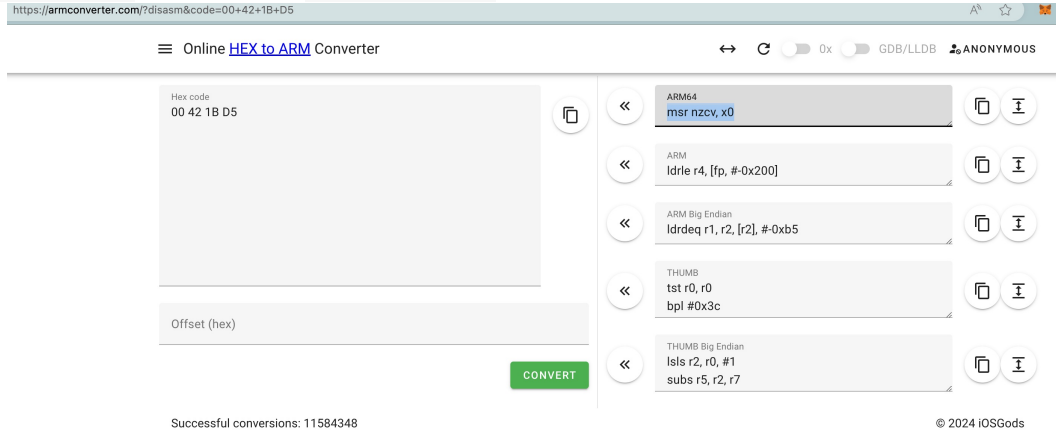 https://armconverter.com/?disasm&code=00+42+1B+D5
Online HEX to ARM Converter
0x
GDB/LLDB
ANONYMOUS
Hex code
00 42 1B D5
Offset (hex)
CONVERT
ARM64
msr nzcv, x0
ARM
ldrle r4, [fp, #-0x200]
ARM Big Endian
ldrdeq r1, r2, [r2], #-0xb5
THUMB
tst r0, r0
bpl #0x3c
THUMB Big Endian
lsls r2, r0, #1
subs r5, r2, r7
Successful conversions: 11584348
© 2024 iOSGods